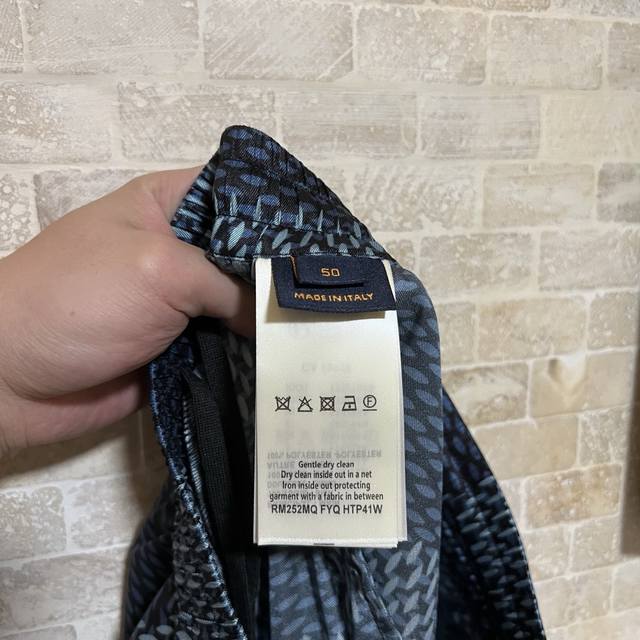 50
MADE IN ITALY
Gentle dry clean
Dry clean inside out in a net
Iron inside out protecting
garment with a fabric in between
RM252MQ FYQ HTP41W